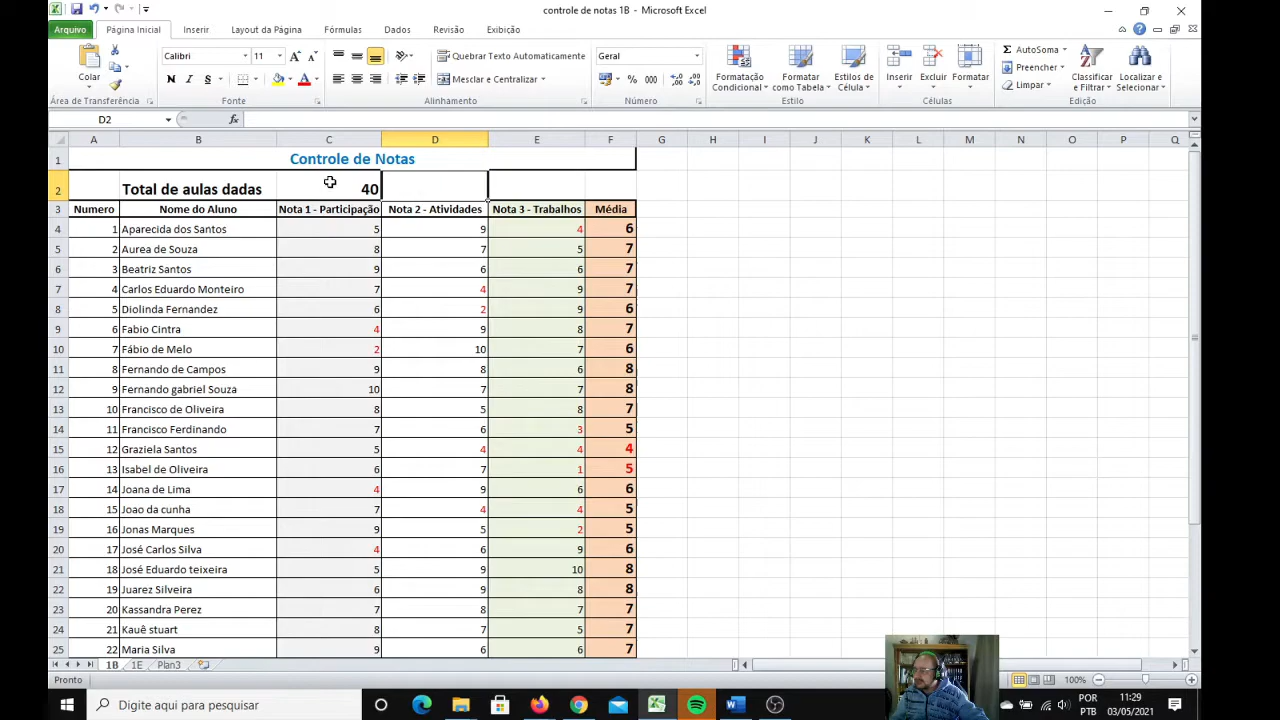 controle de notas 1B - Microsoft Excel
Arquivo Página Inicial Inserir Layout da Página Fórmulas Dados Revisão Exibição
Colar
Calibri 11
N I S
Quebrar Texto Automaticamente
Mesclar e Centralizar
Geral
% 000
Formatação Condicional
Formatar como Tabela
Estilos de Célula
Inserir Excluir Formatar
Σ AutoSoma
Preencher
Limpar
Classificar e Filtrar
Localizar e Selecionar
Área de Transferência Fonte Alinhamento Número Estilo Células Edição
D2 fx
A B C D E F G H I J K L M N O P Q
1 Controle de Notas
2 Total de aulas dadas 40
3 Numero Nome do Aluno Nota 1 - Participação Nota 2 - Atividades Nota 3 - Trabalhos Média
4 1 Aparecida dos Santos 5 9 4 6
5 2 Aurea de Souza 8 7 5 7
6 3 Beatriz Santos 9 6 6 7
7 4 Carlos Eduardo Monteiro 7 4 9 7
8 5 Diolinda Fernandez 6 2 9 6
9 6 Fabio Cintra 4 9 8 7
10 7 Fábio de Melo 2 10 7 6
11 8 Fernando de Campos 9 8 6 8
12 9 Fernando gabriel Souza 10 7 7 8
13 10 Francisco de Oliveira 8 5 8 7
14 11 Francisco Ferdinando 7 6 3 5
15 12 Graziela Santos 5 4 4 4
16 13 Isabel de Oliveira 6 7 1 5
17 14 Joana de Lima 4 9 6 6
18 15 Joao da cunha 7 4 4 5
19 16 Jonas Marques 9 5 2 5
20 17 José Carlos Silva 4 6 9 6
21 18 José Eduardo teixeira 5 9 10 8
22 19 Juarez Silveira 6 9 8 8
23 20 Kassandra Perez 7 8 7 7
24 21 Kauê stuart 8 7 5 7
25 22 Maria Silva 9 6 6 7
1B 1E Plan3
Pronto 100%
Digite aqui para pesquisar
POR 11:29
PTB 03/05/2021